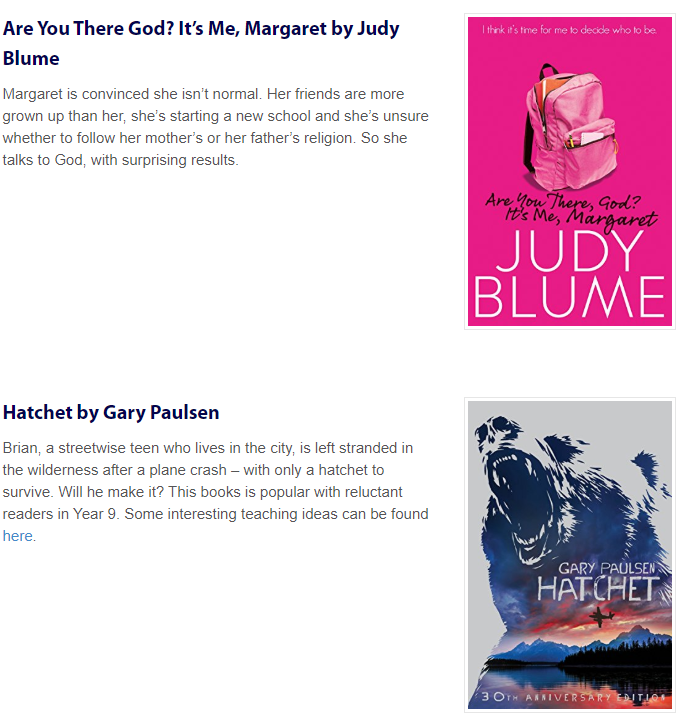 Are You There God? It’s Me, Margaret by Judy
Blume
Margaret is convinced she isn’t normal. Her friends are more
grown up than her, she’s starting a new school and she’s unsure
whether to follow her mother’s or her father’s religion. So she
talks to God, with surprising results.
I think it's time for me to decide who to be.
Are You There, God?
It's Me, Margaret
JUDY
BLUME
Hatchet by Gary Paulsen
Brian, a streetwise teen who lives in the city, is left stranded in
the wilderness after a plane crash – with only a hatchet to
survive. Will he make it? This books is popular with reluctant
readers in Year 9. Some interesting teaching ideas can be found
here.
GARY PAULSEN
HATCHET
30TH ANNIVERSARY EDITION